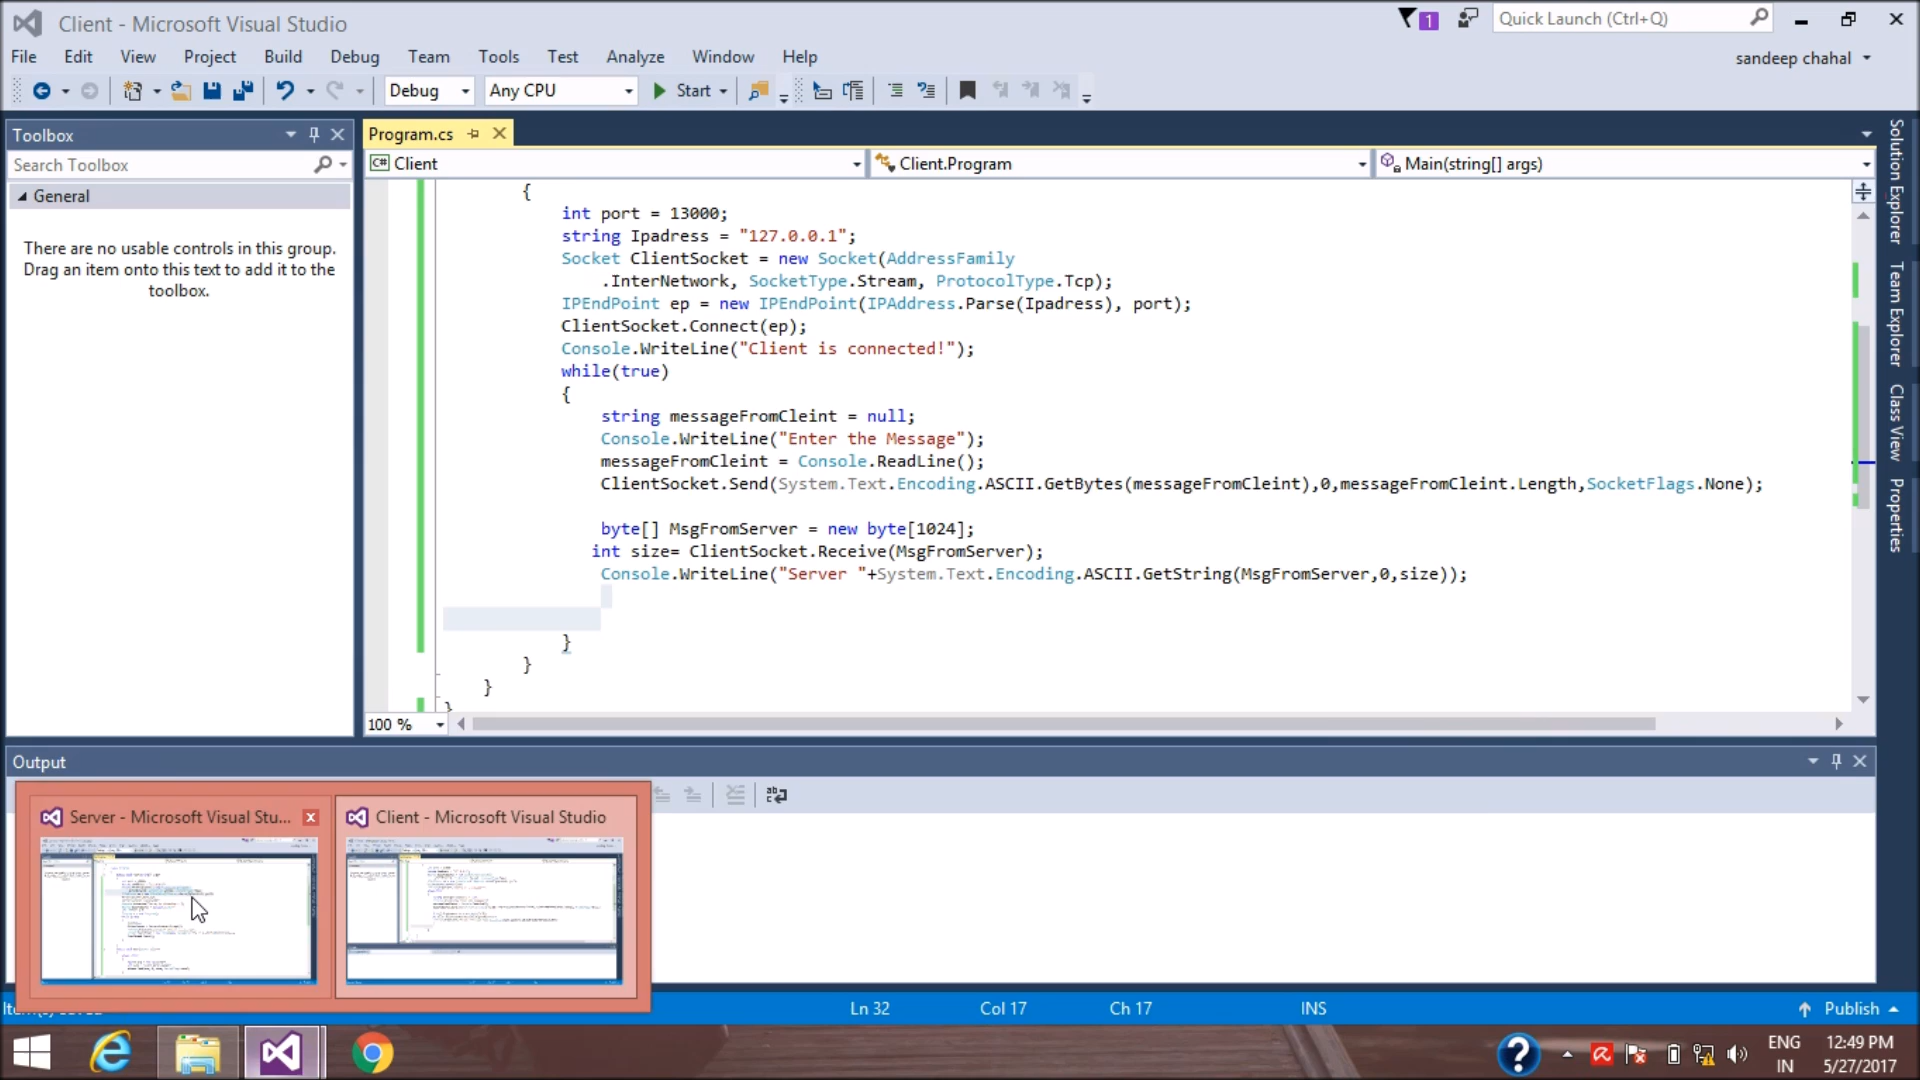 Client - Microsoft Visual Studio
1
Quick Launch (Ctrl+Q)
File Edit View Project Build Debug Team Tools Test Analyze Window Help
sandeep chahal
Debug
Any CPU
Start
Toolbox
Search Toolbox
General
There are no usable controls in this group.
Drag an item onto this text to add it to the
toolbox.
Program.cs
C# Client
Client.Program
Main(string[] args)
{
int port = 13000;
string Ipadress = "127.0.0.1";
Socket ClientSocket = new Socket(AddressFamily
.InterNetwork, SocketType.Stream, ProtocolType.Tcp);
IPEndPoint ep = new IPEndPoint(IPAddress.Parse(Ipadress), port);
ClientSocket.Connect(ep);
Console.WriteLine("Client is connected!");
while(true)
{
string messageFromCleint = null;
Console.WriteLine("Enter the Message");
messageFromCleint = Console.ReadLine();
ClientSocket.Send(System.Text.Encoding.ASCII.GetBytes(messageFromCleint),0,messageFromCleint.Length,SocketFlags.None);
byte[] MsgFromServer = new byte[1024];
int size= ClientSocket.Receive(MsgFromServer);
Console.WriteLine("Server "+System.Text.Encoding.ASCII.GetString(MsgFromServer,0,size));
}
}
}
}
100 %
Solution Explorer
Team Explorer
Class View
Properties
Output
Server - Microsoft Visual Stu...
Client - Microsoft Visual Studio
Ln 32
Col 17
Ch 17
INS
Publish
ENG
IN
12:49 PM
5/27/2017